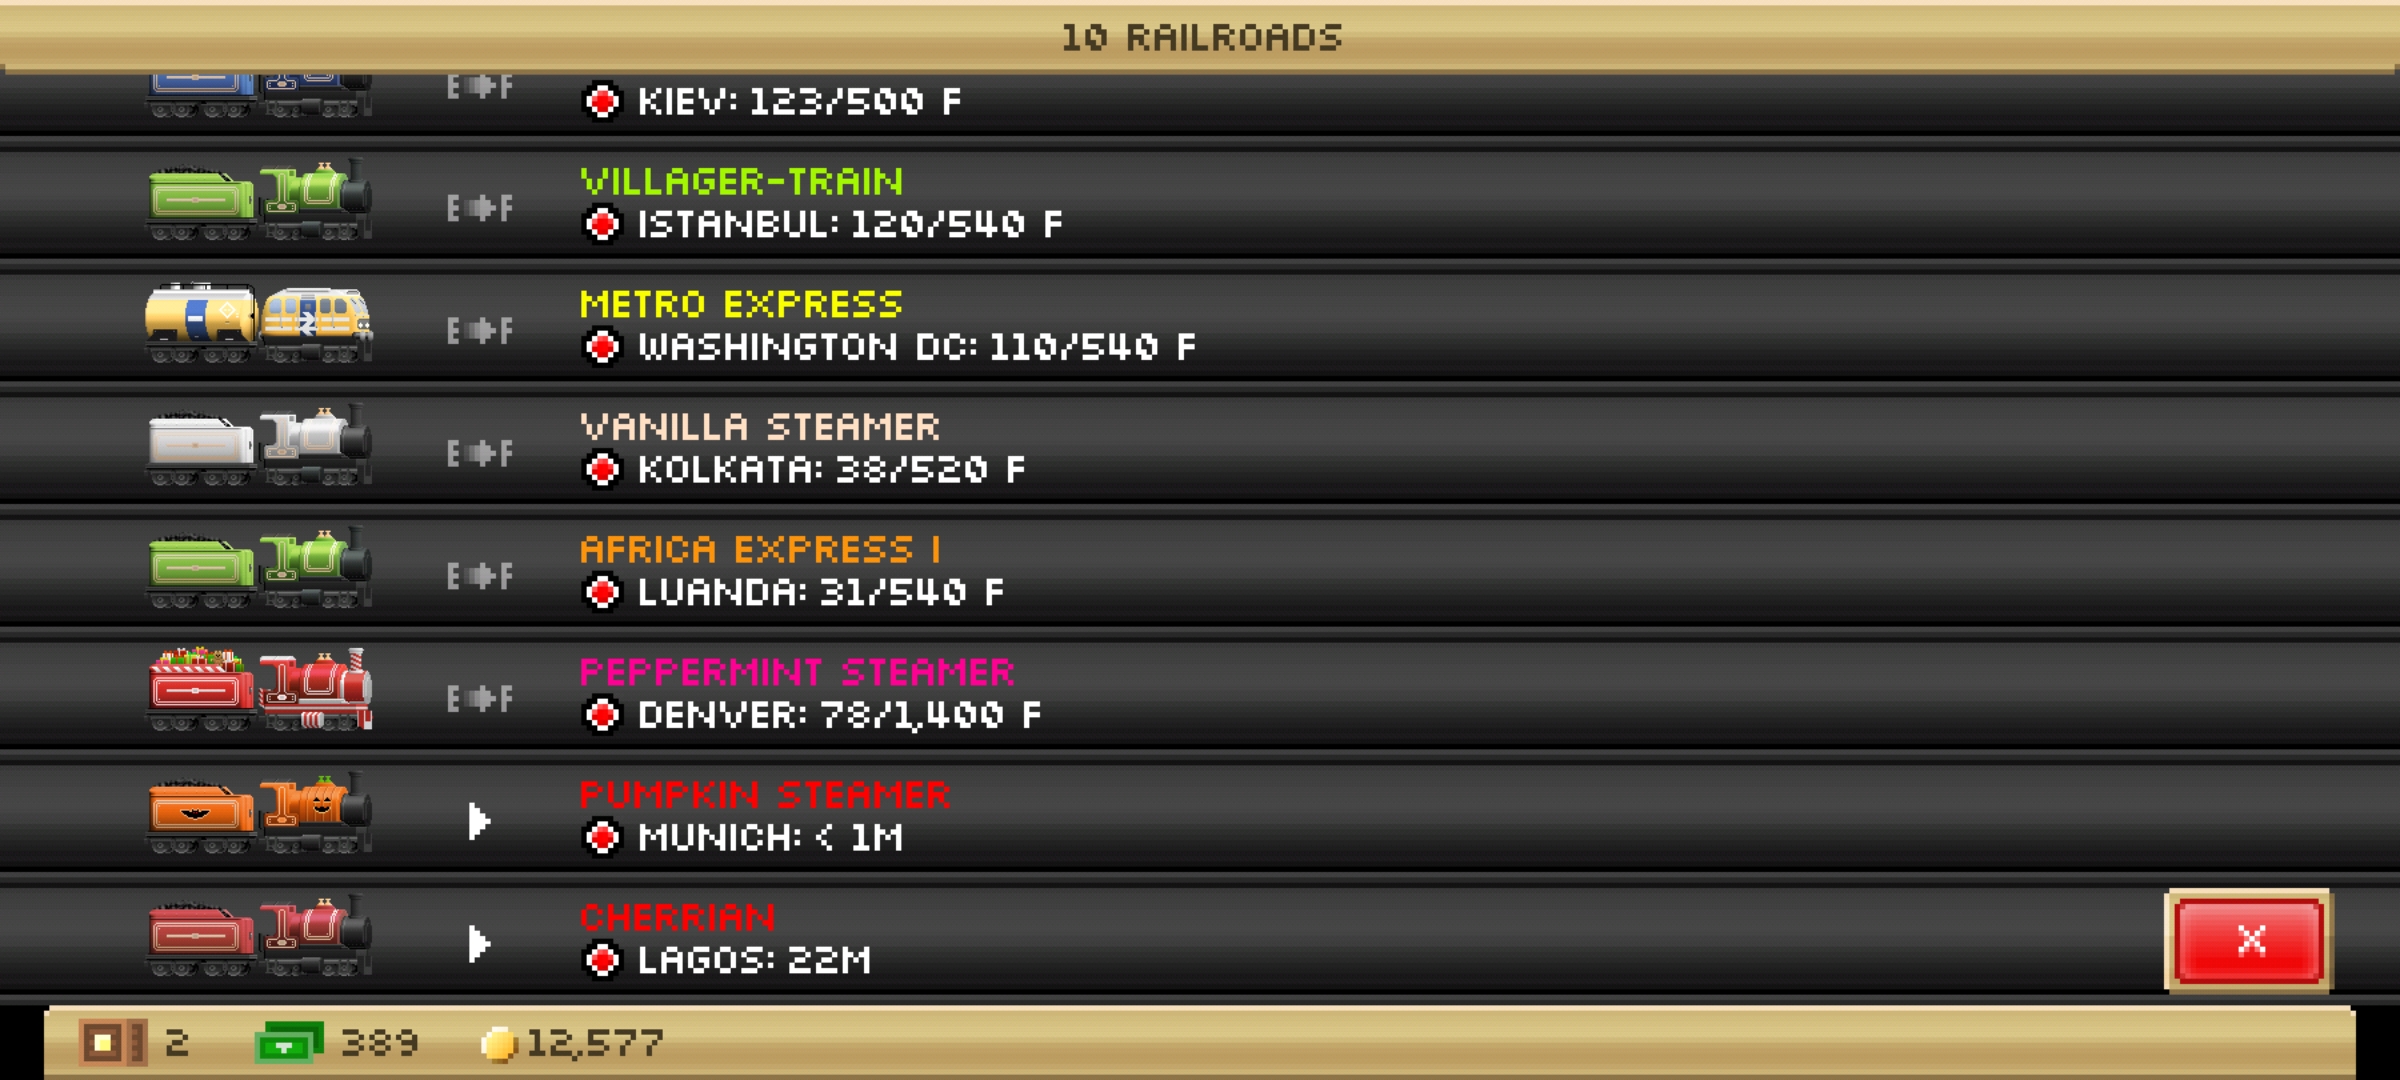 10 RAILROADS
E F
KIEV: 123/500 F
VILLAGER-TRAIN
E F
ISTANBUL: 120/540 F
METRO EXPRESS
E F
WASHINGTON DC: 110/540 F
VANILLA STEAMER
E F
KOLKATA: 38/520 F
AFRICA EXPRESS I
E F
LUANDA: 31/540 F
PEPPERMINT STEAMER
E F
DENVER: 78/1,400 F
PUMPKIN STEAMER
MUNICH: < 1M
CHERRIAN
LAGOS: 22M
X
2 389 12,577